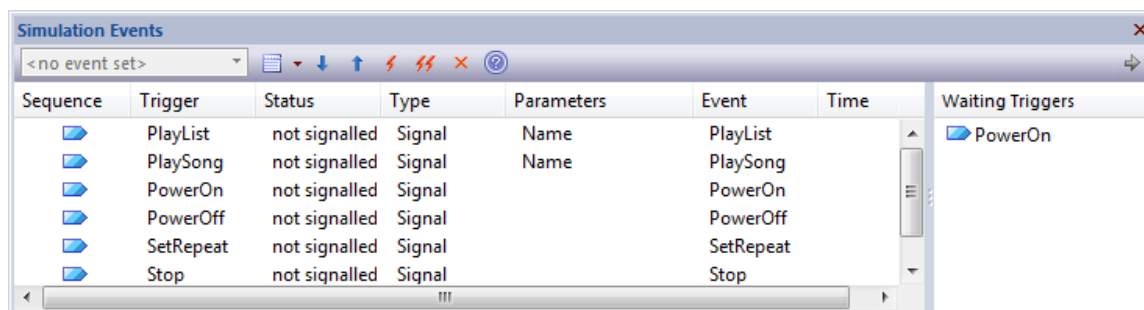 Simulation Events
<no event set>
Sequence Trigger Status Type Parameters Event Time Waiting Triggers
PlayList not signalled Signal Name PlayList PowerOn
PlaySong not signalled Signal Name PlaySong
PowerOn not signalled Signal PowerOn
PowerOff not signalled Signal PowerOff
SetRepeat not signalled Signal SetRepeat
Stop not signalled Signal Stop